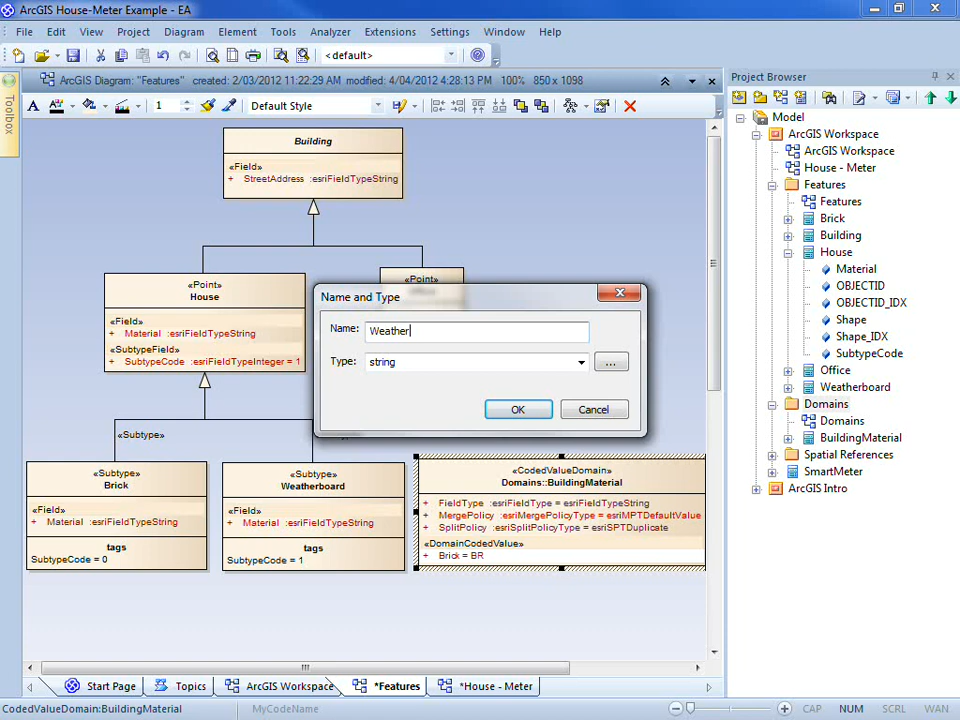 ArcGIS House-Meter Example - EA
File Edit View Project Diagram Element Tools Analyzer Extensions Settings Window Help
<default>
Toolbox
ArcGIS Diagram: "Features" created: 2/03/2012 11:22:29 AM modified: 4/04/2012 4:28:13 PM 100% 850 x 1098
A A 1 Default Style
Building
«Field»
+ StreetAddress :esriFieldTypeString
«Point»
House
«Field»
+ Material :esriFieldTypeString
«SubtypeField»
+ SubtypeCode :esriFieldTypeInteger = 1
«Point»
Name and Type
Name: Weather
Type: string
...
OK Cancel
«Subtype»
«Subtype»
Brick
«Field»
+ Material :esriFieldTypeString
tags
SubtypeCode = 0
«Subtype»
Weatherboard
«Field»
+ Material :esriFieldTypeString
tags
SubtypeCode = 1
«CodedValueDomain»
Domains::BuildingMaterial
+ FieldType :esriFieldType = esriFieldTypeString
+ MergePolicy :esriMergePolicyType = esriMPTDefaultValue
+ SplitPolicy :esriSplitPolicyType = esriSPTDuplicate
«DomainCodedValue»
+ Brick = BR
Project Browser
Model
ArcGIS Workspace
ArcGIS Workspace
House - Meter
Features
Features
Brick
Building
House
Material
OBJECTID
OBJECTID_IDX
Shape
Shape_IDX
SubtypeCode
Office
Weatherboard
Domains
Domains
BuildingMaterial
Spatial References
SmartMeter
ArcGIS Intro
Start Page Topics ArcGIS Workspace *Features *House - Meter
CodedValueDomain:BuildingMaterial MyCodeName CAP NUM SCRL WAN